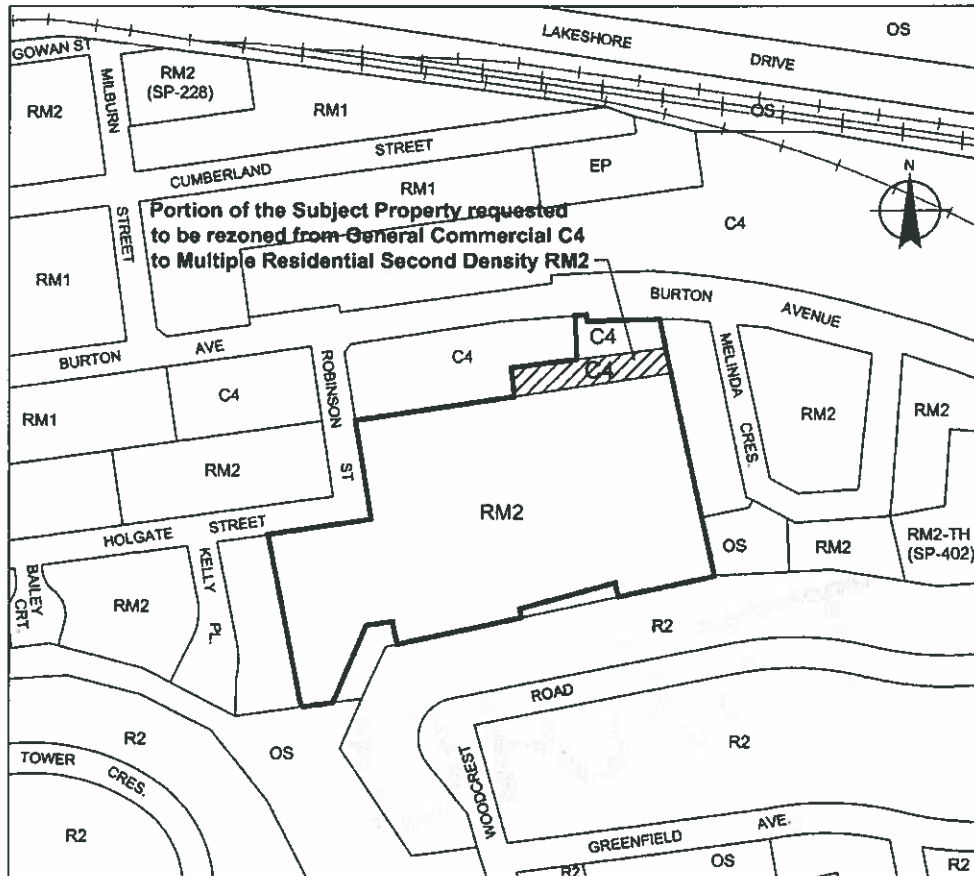 OS
LAKESHORE
DRIVE
GOWAN ST
MILBURN
STREET
RM2
(SP-228)
RM2
RM1
OS
CUMBERLAND STREET
RM1
EP
N
Portion of the Subject Property requested
to be rezoned from General Commercial C4
to Multiple Residential Second Density RM2
C4
RM1
BURTON AVENUE
BURTON AVE
ROBINSON ST
C4
C4
C4
MELINDA CRES.
RM2
RM2
C4
RM1
RM2
RM2
HOLGATE STREET
OS
RM2
RM2-TH
(SP-402)
BAILEY CRT.
RM2
KELLY PL.
R2
ROAD
R2
TOWER CRES.
OS
WOODCREST
R2
R2
GREENFIELD AVE.
R2
OS
R2